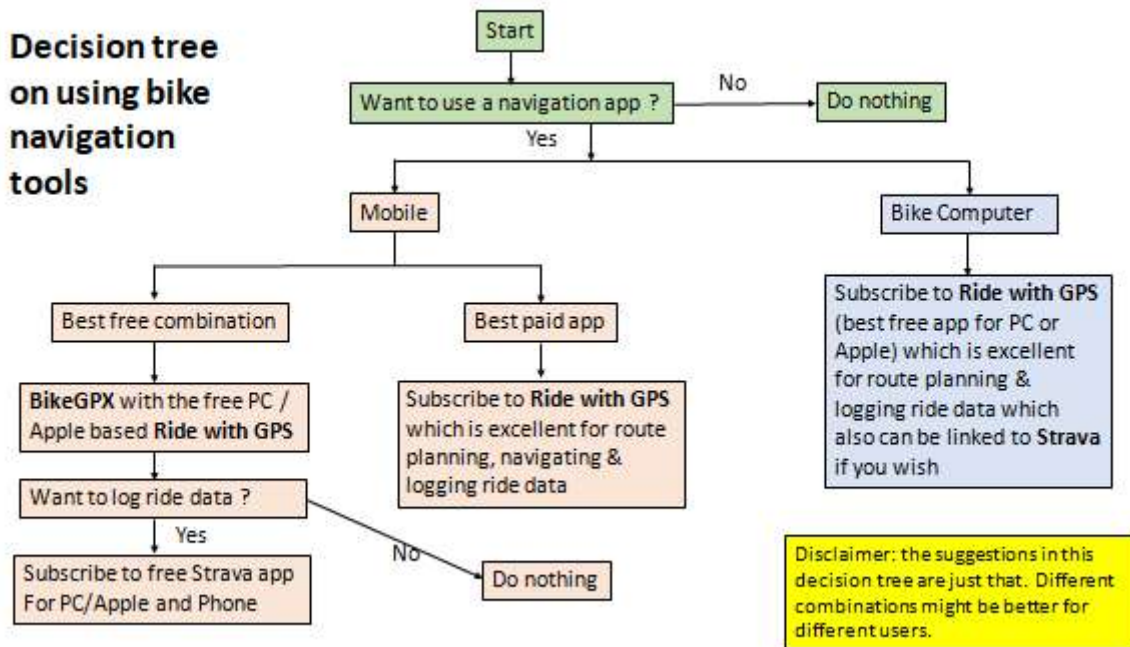 Decision tree
on using bike
navigation
tools
Start
Want to use a navigation app ?
No
Do nothing
Yes
Mobile
Bike Computer
Best free combination
Best paid app
Subscribe to Ride with GPS
(best free app for PC or
Apple) which is excellent
for route planning &
logging ride data which
also can be linked to Strava
if you wish
BikeGPX with the free PC /
Apple based Ride with GPS
Subscribe to Ride with GPS
which is excellent for route
planning, navigating &
logging ride data
Want to log ride data ?
Yes
No
Subscribe to free Strava app
For PC/Apple and Phone
Do nothing
Disclaimer: the suggestions in this
decision tree are just that. Different
combinations might be better for
different users.